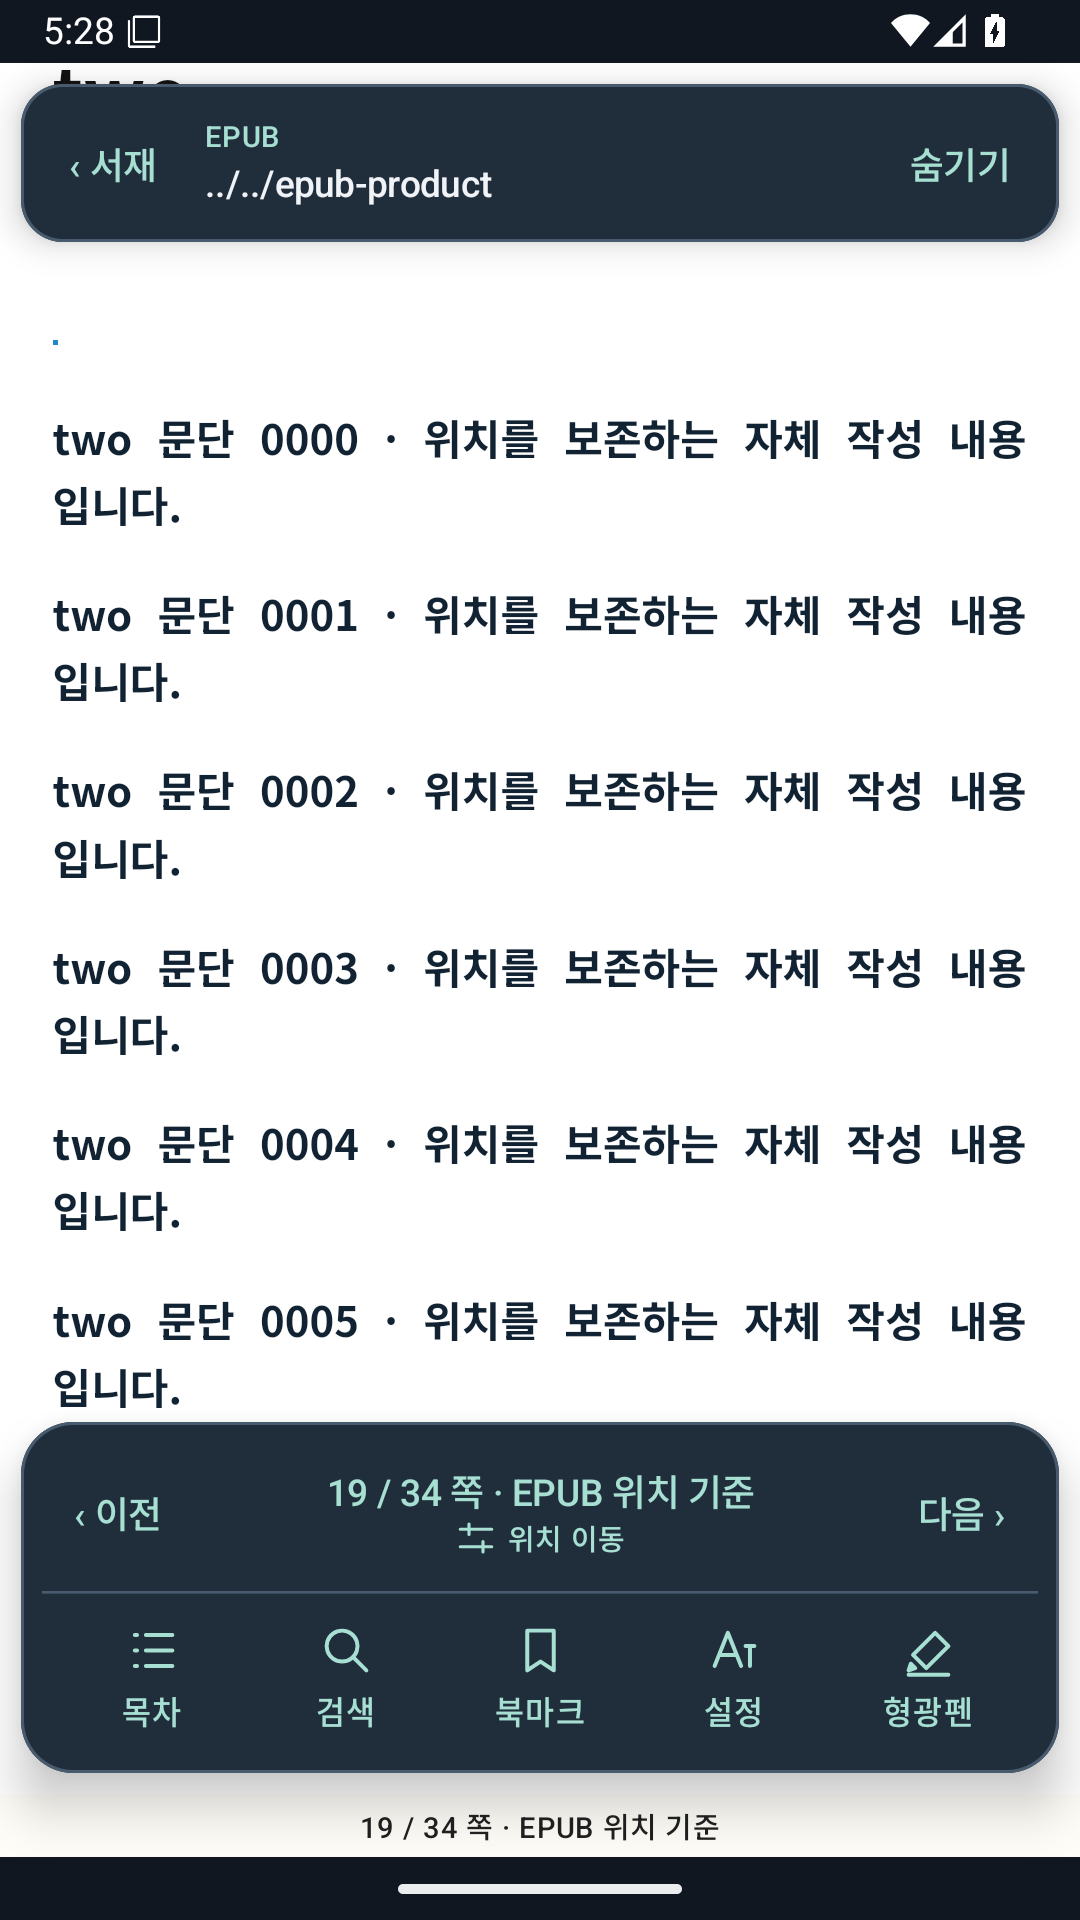 5:28
two
‹ 서재
EPUB
../../epub-product
숨기기
two 문단 0000 · 위치를 보존하는 자체 작성 내용
입니다.
two 문단 0001 · 위치를 보존하는 자체 작성 내용
입니다.
two 문단 0002 · 위치를 보존하는 자체 작성 내용
입니다.
two 문단 0003 · 위치를 보존하는 자체 작성 내용
입니다.
two 문단 0004 · 위치를 보존하는 자체 작성 내용
입니다.
two 문단 0005 · 위치를 보존하는 자체 작성 내용
입니다.
‹ 이전
19 / 34 쪽 · EPUB 위치 기준
위치 이동
다음 ›
목차
검색
북마크
설정
형광펜
19 / 34 쪽 · EPUB 위치 기준